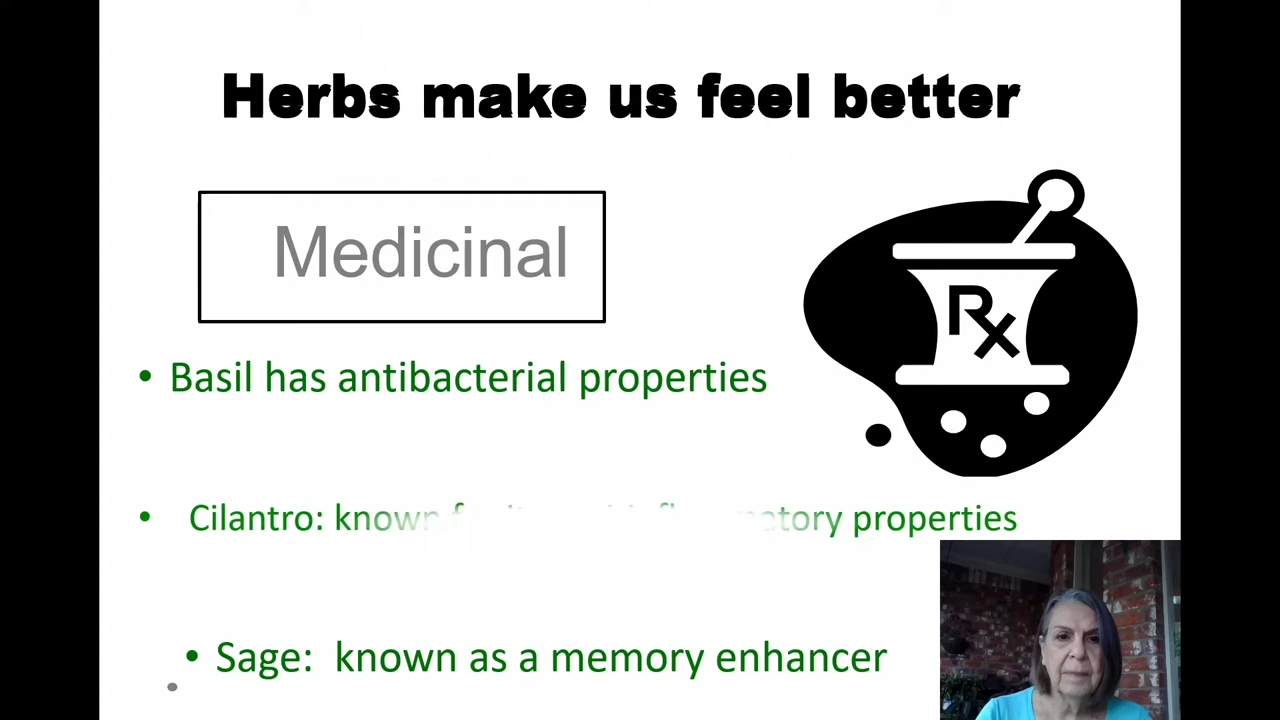 Herbs make us feel better
Medicinal
Rx
• Basil has antibacterial properties
• Cilantro: known properties
• Sage: known as a memory enhancer
•